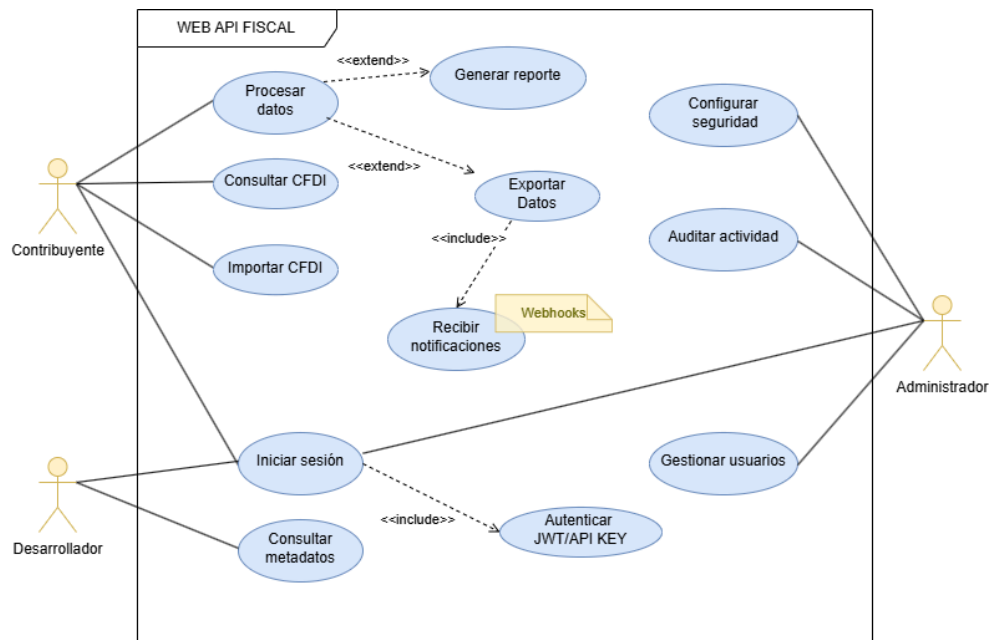 WEB API FISCAL
<<extend>>
Generar reporte
Procesar
datos
Configurar
seguridad
<<extend>>
Consultar CFDI
Exportar
Datos
Contribuyente
<<include>>
Auditar actividad
Importar CFDI
Webhooks
Recibir
notificaciones
Administrador
Iniciar sesión
Gestionar usuarios
<<include>>
Autenticar
JWT/API KEY
Desarrollador
Consultar
metadatos